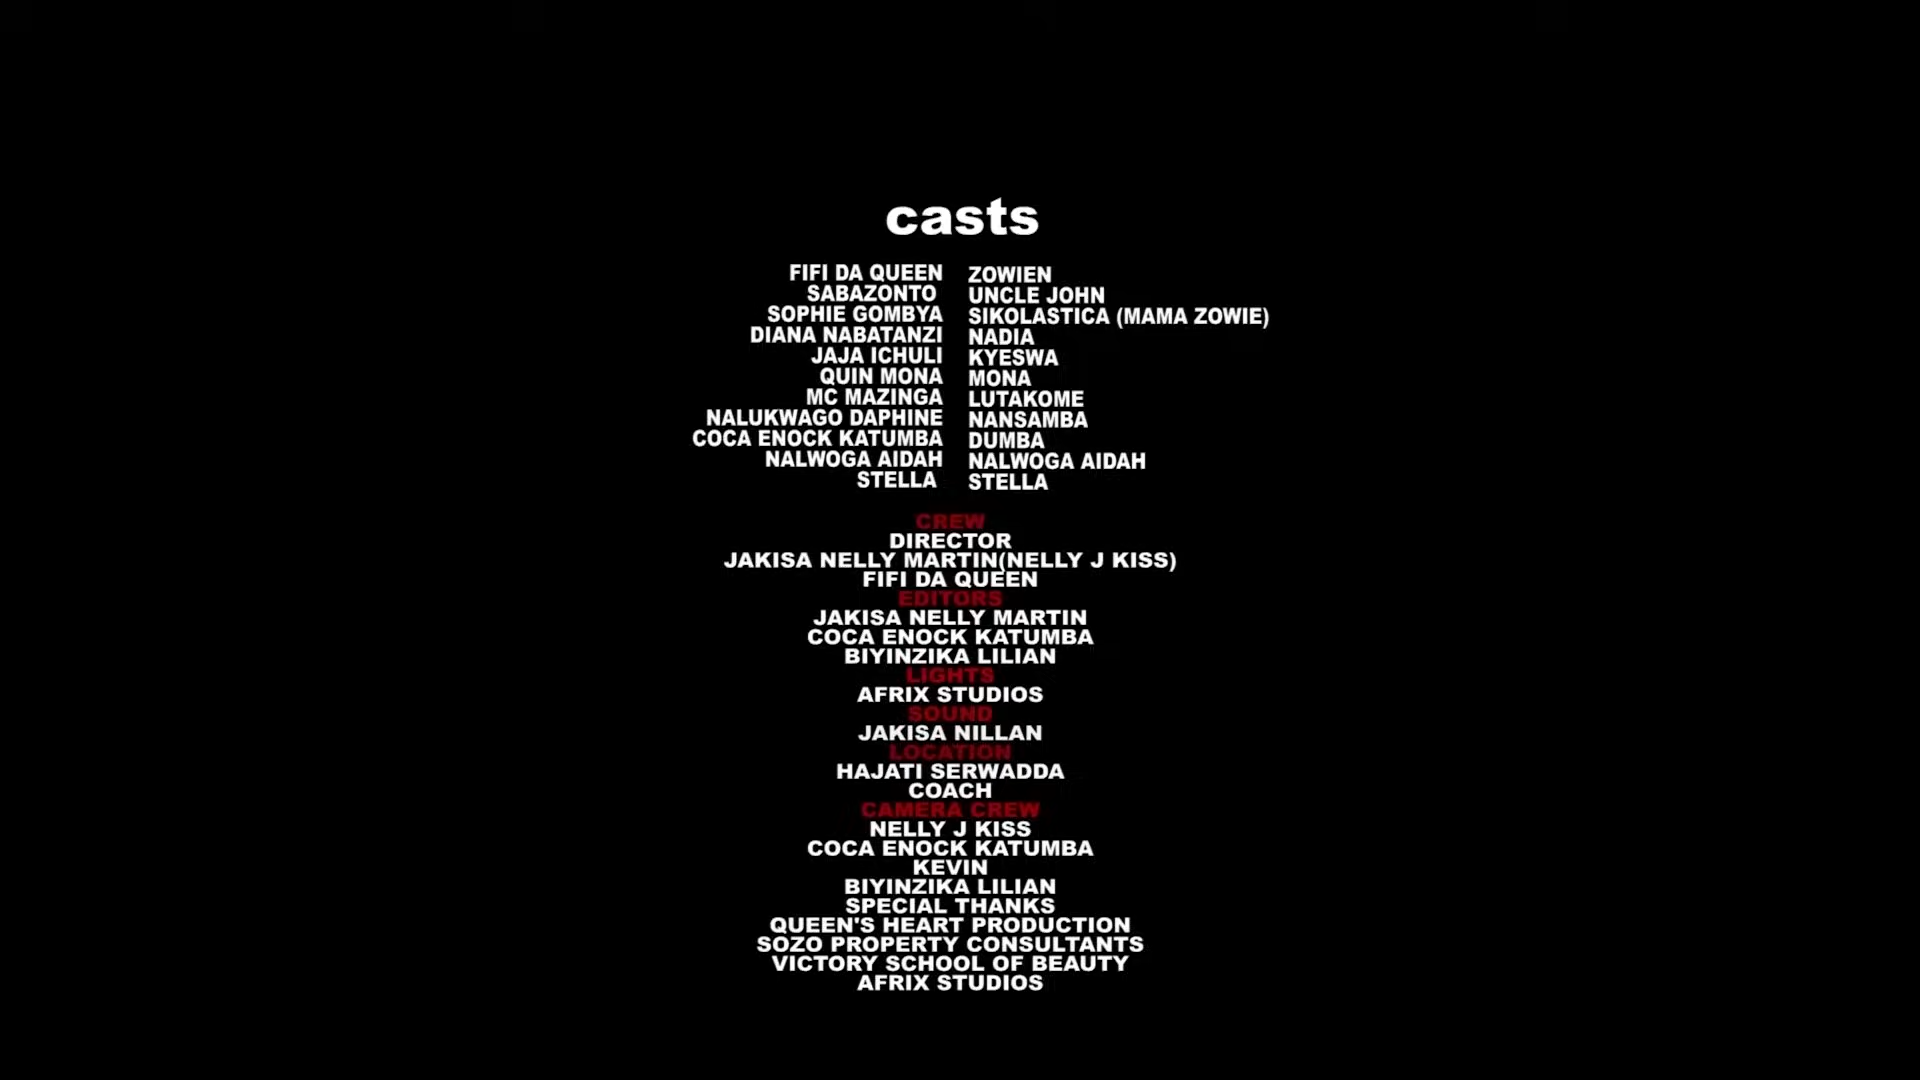 casts
FIFI DA QUEEN ZOWIEN
SABAZONTO UNCLE JOHN
SOPHIE GOMBYA SIKOLASTICA (MAMA ZOWIE)
DIANA NABATANZI NADIA
JAJA ICHULI KYESWA
QUIN MONA MONA
MC MAZINGA LUTAKOME
NALUKWAGO DAPHINE NANSAMBA
COCA ENOCK KATUMBA DUMBA
NALWOGA AIDAH NALWOGA AIDAH
STELLA STELLA
CREW
DIRECTOR
JAKISA NELLY MARTIN(NELLY J KISS)
FIFI DA QUEEN
EDITORS
JAKISA NELLY MARTIN
COCA ENOCK KATUMBA
BIYINZIKA LILIAN
LIGHTS
AFRIX STUDIOS
SOUND
JAKISA NILLAN
LOCATION
HAJATI SERWADDA
COACH
CAMERA CREW
NELLY J KISS
COCA ENOCK KATUMBA
KEVIN
BIYINZIKA LILIAN
SPECIAL THANKS
QUEEN'S HEART PRODUCTION
SOZO PROPERTY CONSULTANTS
VICTORY SCHOOL OF BEAUTY
AFRIX STUDIOS